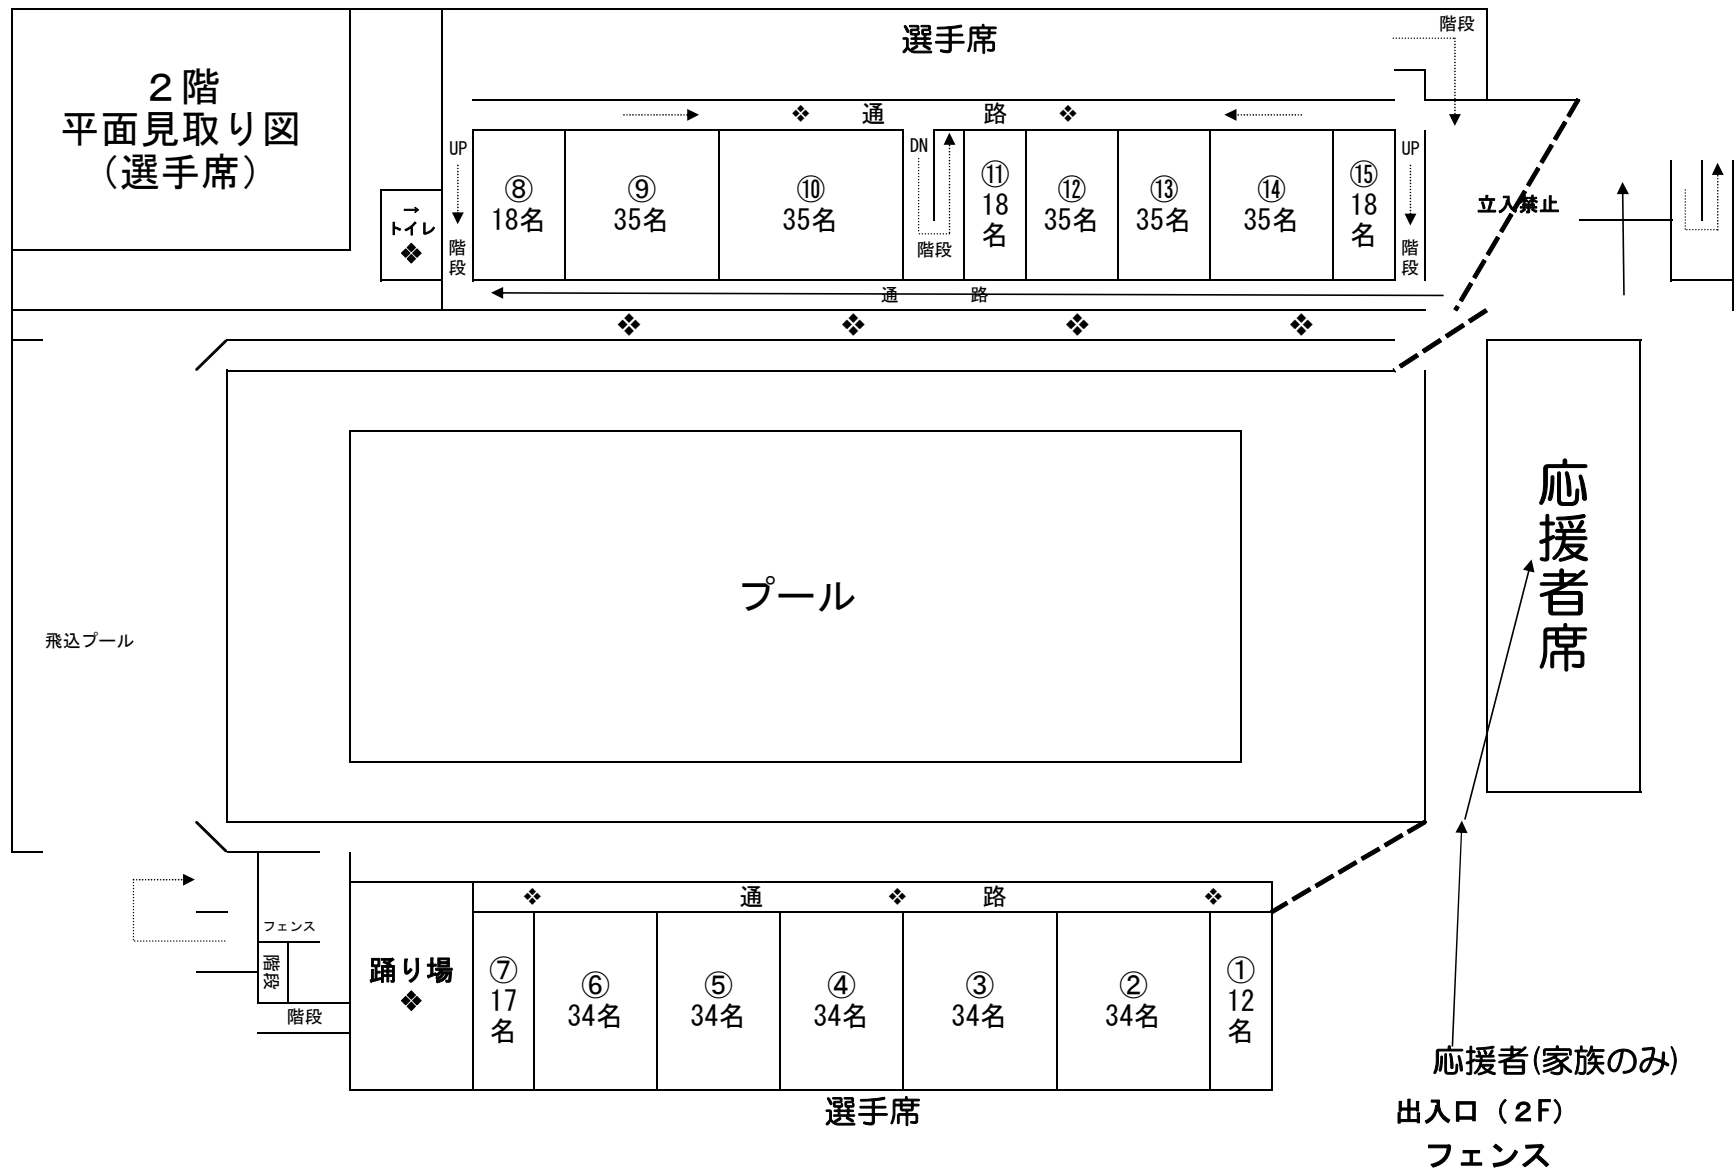 ２階
平面見取り図
（選手席）
選手席
階段
❖ 通 路 ❖
UP
階段
⑧
18名
⑨
35名
⑩
35名
DN
階段
⑪
18
名
⑫
35名
⑬
35名
⑭
35名
⑮
18
名
UP
階段
立入禁止
→
トイレ
❖
通 路
❖ ❖ ❖ ❖
プール
飛込プール
応援者席
❖ 通 ❖ 路 ❖
フェンス
階段
階段
踊り場
❖
⑦
17
名
⑥
34名
⑤
34名
④
34名
③
34名
②
34名
①
12
名
選手席
応援者(家族のみ)
出入口（２F）
フェンス